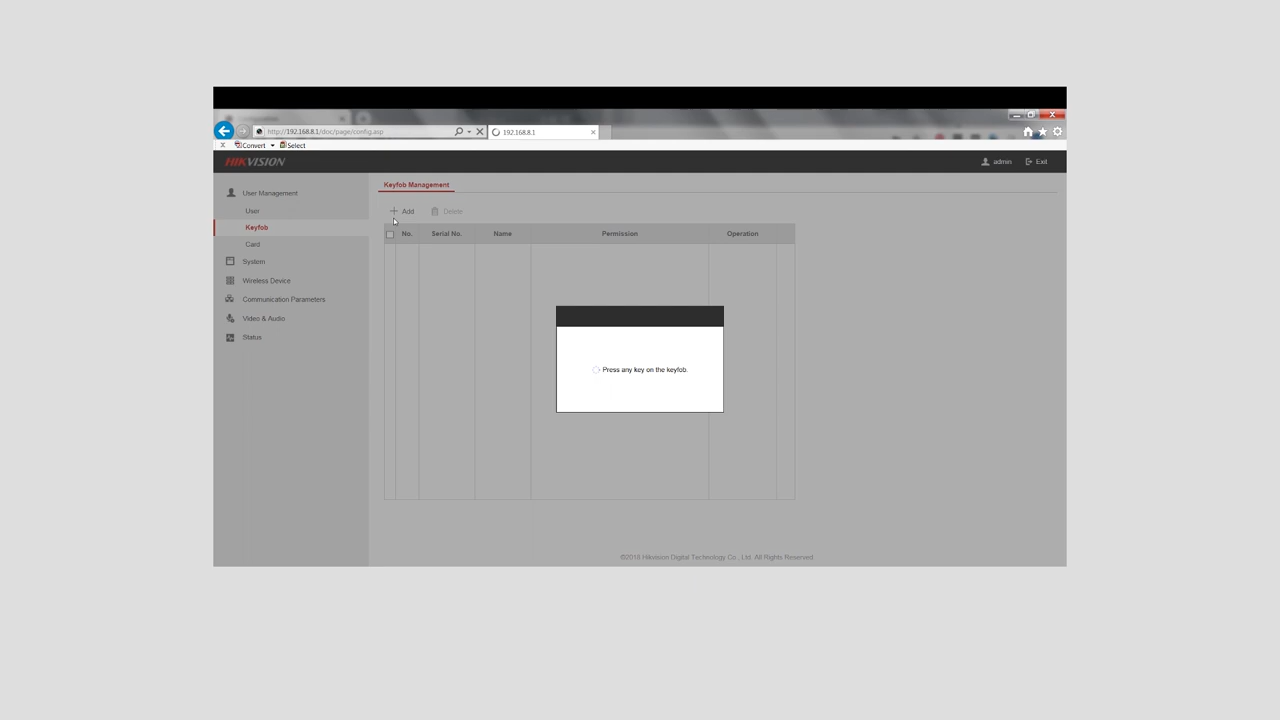 http://192.168.8.1/doc/page/config.asp
192.168.8.1
x Convert Select
HIKVISION
admin Exit
User Management
User
Keyfob
Card
System
Wireless Device
Communication Parameters
Video & Audio
Status
Keyfob Management
Add Delete
No. Serial No. Name Permission Operation
Press any key on the keyfob.
©2018 Hikvision Digital Technology Co., Ltd. All Rights Reserved